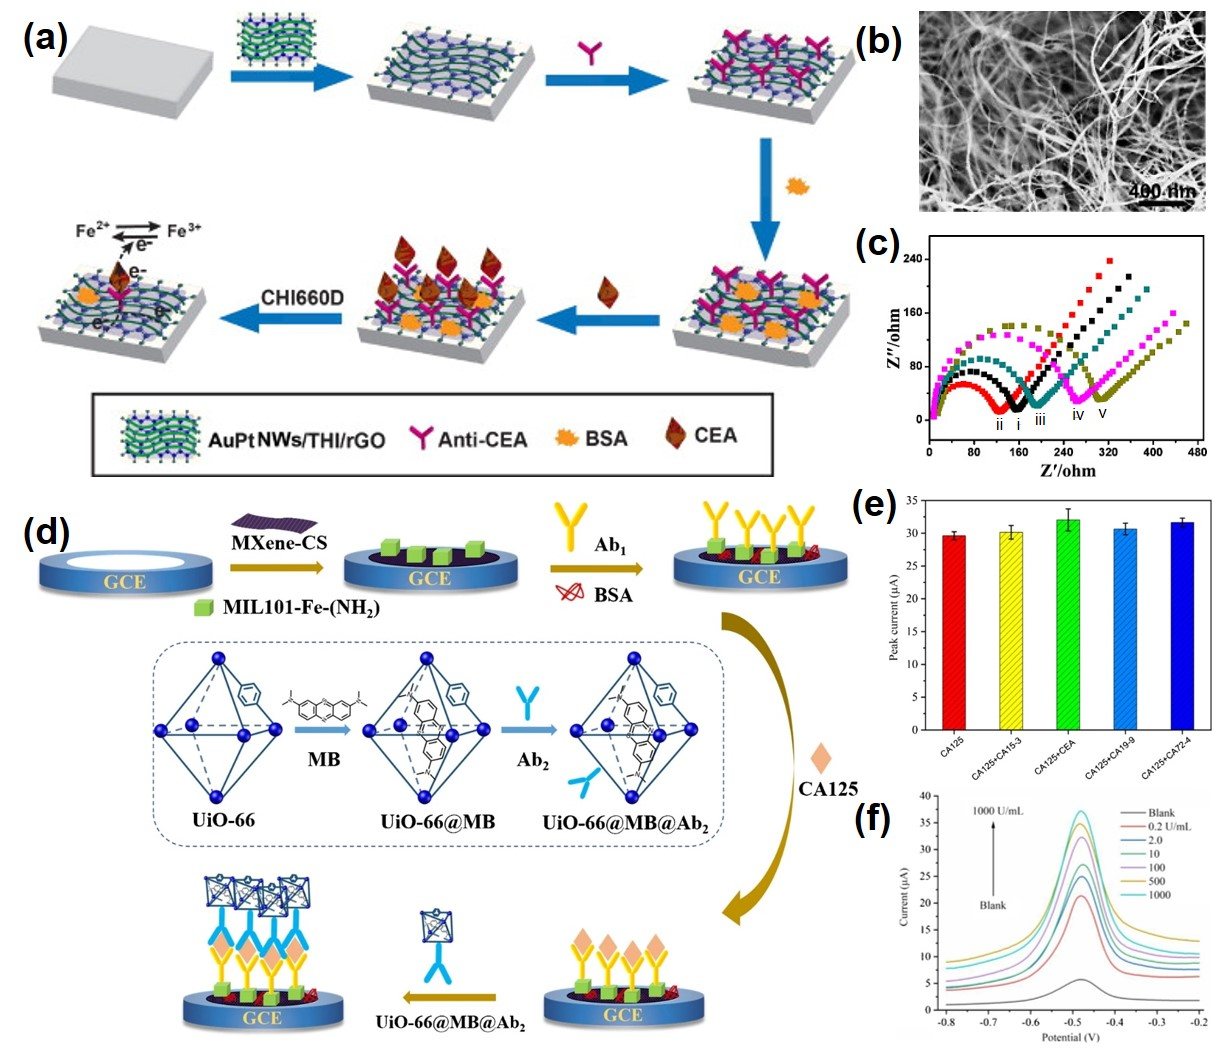 (a)
Fe2+
Fe3+
e-
e-
e-
e-
CHI660D
AuPt NWs/THI/rGO
Anti-CEA
BSA
CEA
(b)
400 nm
(c)
240
160
80
0
Z″/ohm
ii
i
iii
iv
v
0
80
160
240
320
400
480
Z′/ohm
(d)
GCE
MXene-CS
MIL101-Fe-(NH2)
GCE
Ab1
BSA
GCE
UiO-66
MB
UiO-66@MB
Ab2
UiO-66@MB@Ab2
CA125
GCE
UiO-66@MB@Ab2
GCE
(e)
35
30
25
20
15
10
5
0
Peak current (μA)
CA125
CA125+CA15-3
CA125+CEA
CA125+CA19-9
CA125+CA72-4
(f)
40
35
30
25
20
15
10
5
0
Current (μA)
1000 U/mL
Blank
Blank
0.2 U/mL
2.0
10
100
500
1000
-0.8
-0.7
-0.6
-0.5
-0.4
-0.3
-0.2
Potential (V)